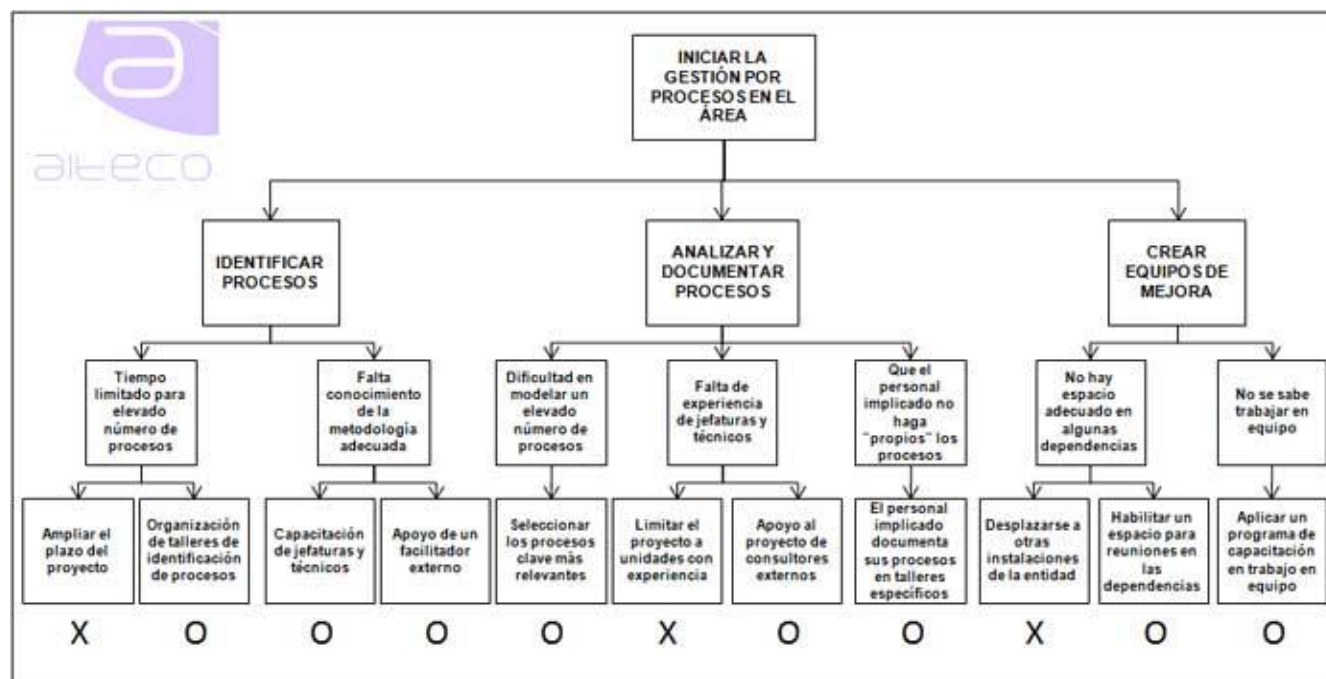 aiteco
INICIAR LA
GESTIÓN POR
PROCESOS EN EL
ÁREA
IDENTIFICAR
PROCESOS
ANALIZAR Y
DOCUMENTAR
PROCESOS
CREAR
EQUIPOS DE
MEJORA
Tiempo
limitado para
elevado
número de
procesos
Falta
conocimiento
de la
metodología
adecuada
Dificultad en
modelar un
elevado
número de
procesos
Falta de
experiencia
de jefaturas y
técnicos
Que el
personal
implicado no
haga
"propios" los
procesos
No hay
espacio
adecuado en
algunas
dependencias
No se sabe
trabajar en
equipo
Ampliar el
plazo del
proyecto
Organización
de talleres de
identificación
de procesos
Capacitación
de jefaturas y
técnicos
Apoyo de un
facilitador
externo
Seleccionar
los procesos
clave más
relevantes
Limitar el
proyecto a
unidades con
experiencia
Apoyo al
proyecto de
consultores
externos
El personal
implicado
documenta
sus procesos
en talleres
específicos
Desplazarse a
otras
instalaciones
de la entidad
Habilitar un
espacio para
reuniones en
las
dependencias
Aplicar un
programa de
capacitación
en trabajo en
equipo
X O O O O X O O X O O